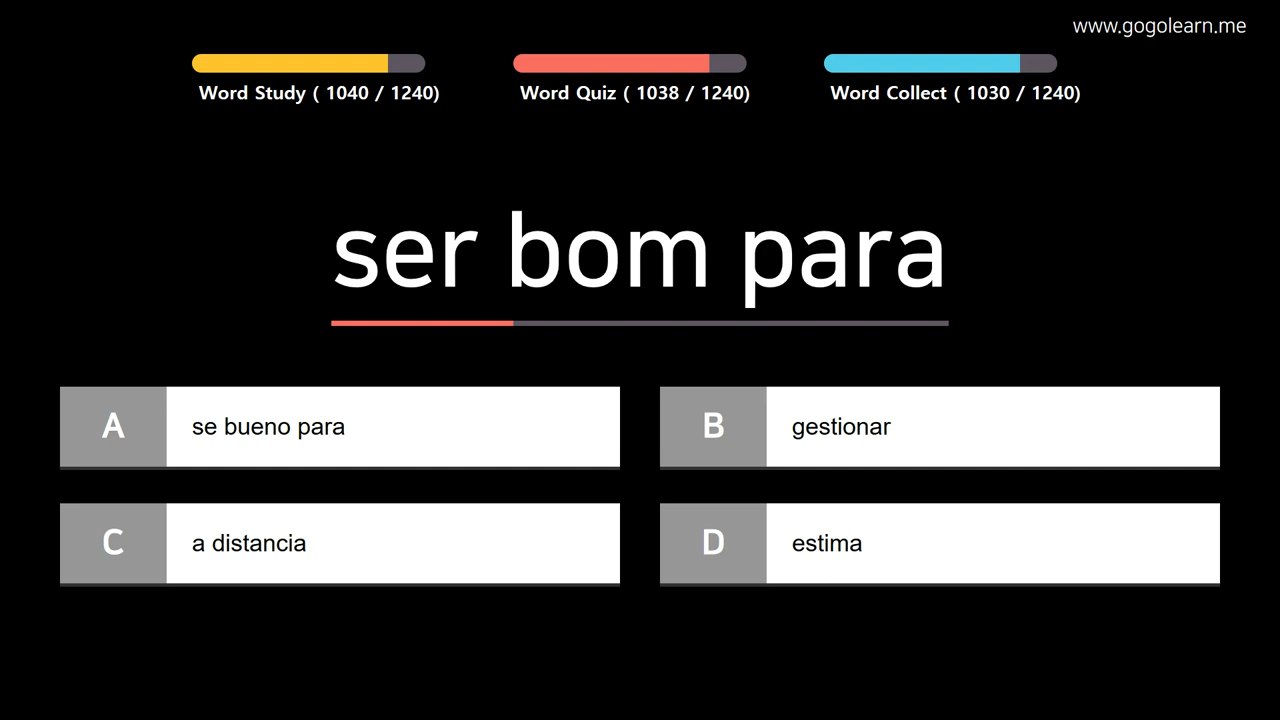 www.gogolearn.me
Word Study ( 1040 / 1240)
Word Quiz ( 1038 / 1240)
Word Collect ( 1030 / 1240)
ser bom para
A se bueno para
B gestionar
C a distancia
D estima